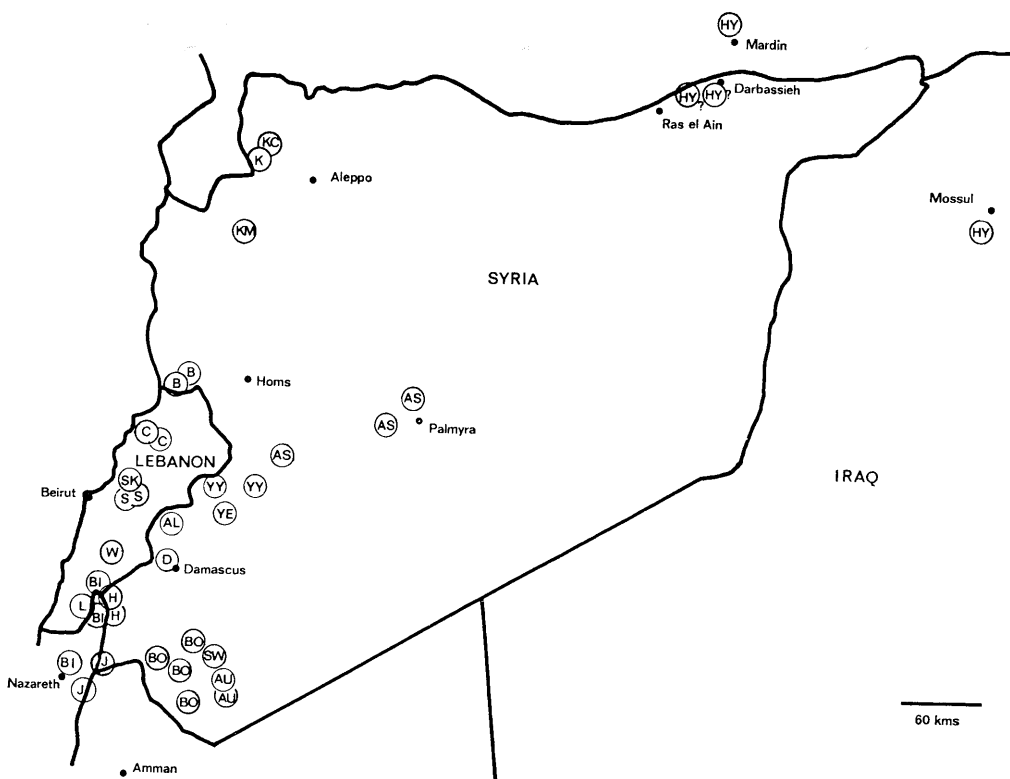 HY
Mardin
Darbassieh
HY? HY?
Ras el Ain
KC
K
Aleppo
Mossul
KM
HY
SYRIA
B B
Homs
AS
AS
Palmyra
C C
LEBANON
AS
IRAQ
SK
YY YY
Beirut
S S
YE
AL
W
D
Damascus
BI
H
L
BI H
BO
BO SW
BI
J
BO
Nazareth
AU
J
BO AU
60 kms
Amman